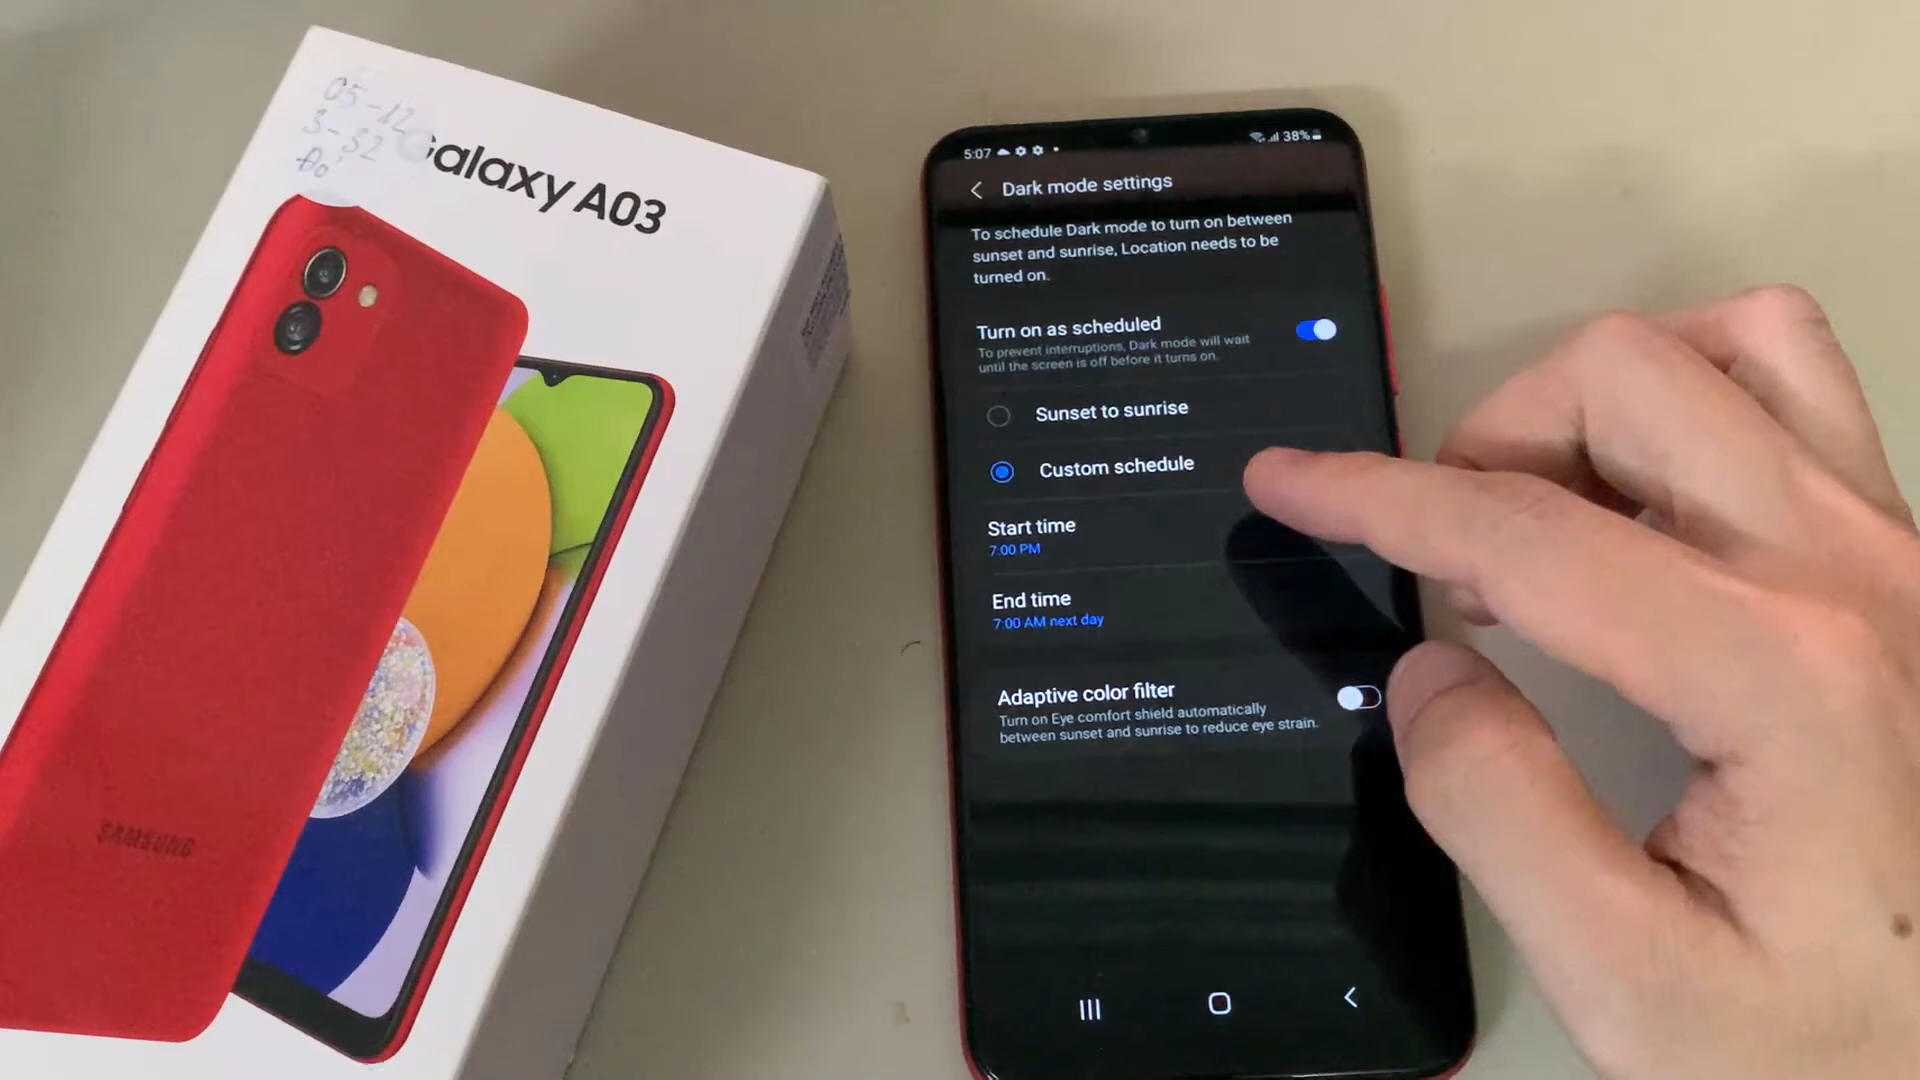 05-12
3-32
Galaxy A03
SAMSUNG
5:07
38%
Dark mode settings
To schedule Dark mode to turn on between
sunset and sunrise, Location needs to be
turned on.
Turn on as scheduled
To prevent interruptions, Dark mode will wait
until the screen is off before it turns on.
Sunset to sunrise
Custom schedule
Start time
7:00 PM
End time
7:00 AM next day
Adaptive color filter
Turn on Eye comfort shield automatically
between sunset and sunrise to reduce eye strain.